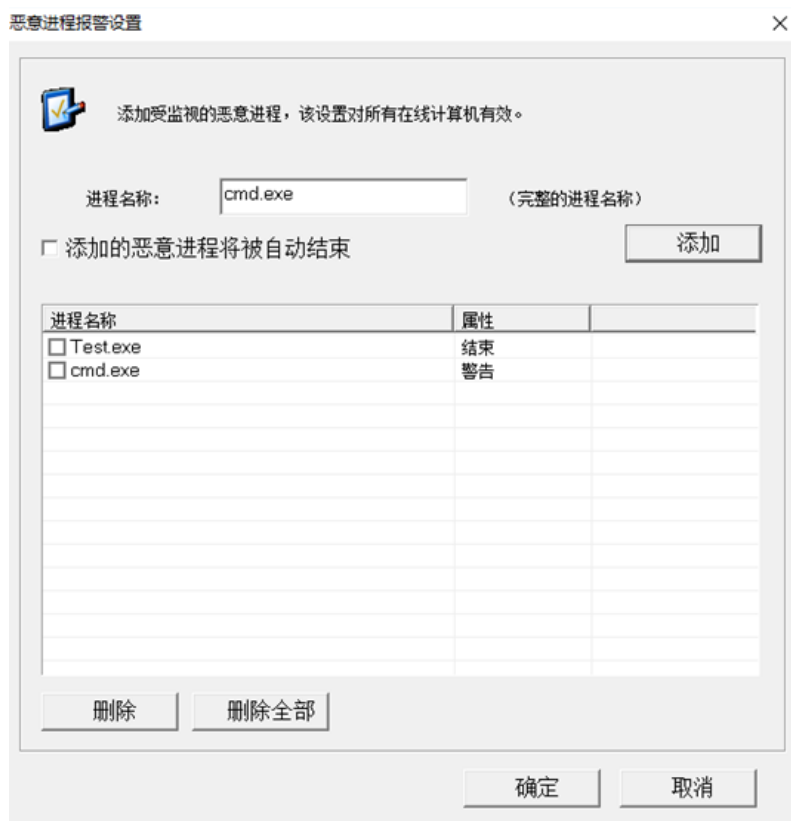 恶意进程报警设置
添加受监视的恶意进程，该设置对所有在线计算机有效。
进程名称： cmd.exe （完整的进程名称）
添加的恶意进程将被自动结束 添加
进程名称 属性
Test.exe 结束
cmd.exe 警告
删除 删除全部
确定 取消